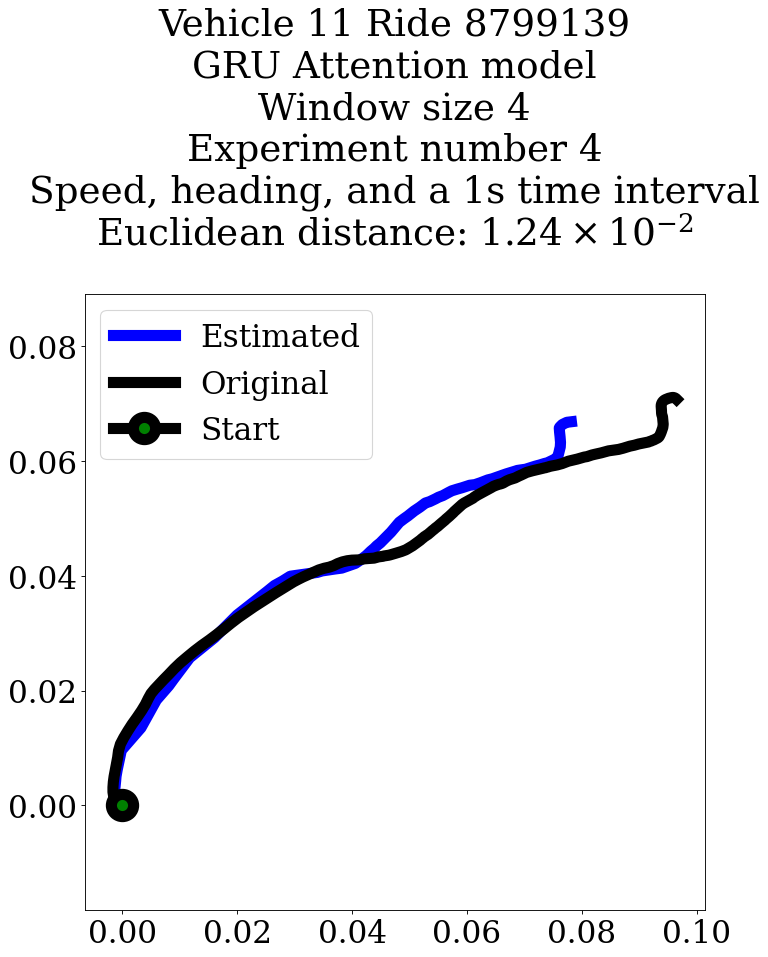 Vehicle 11 Ride 8799139
GRU Attention model
Window size 4
Experiment number 4
Speed, heading, and a 1s time interval
Euclidean distance: 1.24 × 10⁻²
Estimated
Original
Start
0.08
0.06
0.04
0.02
0.00
0.00 0.02 0.04 0.06 0.08 0.10